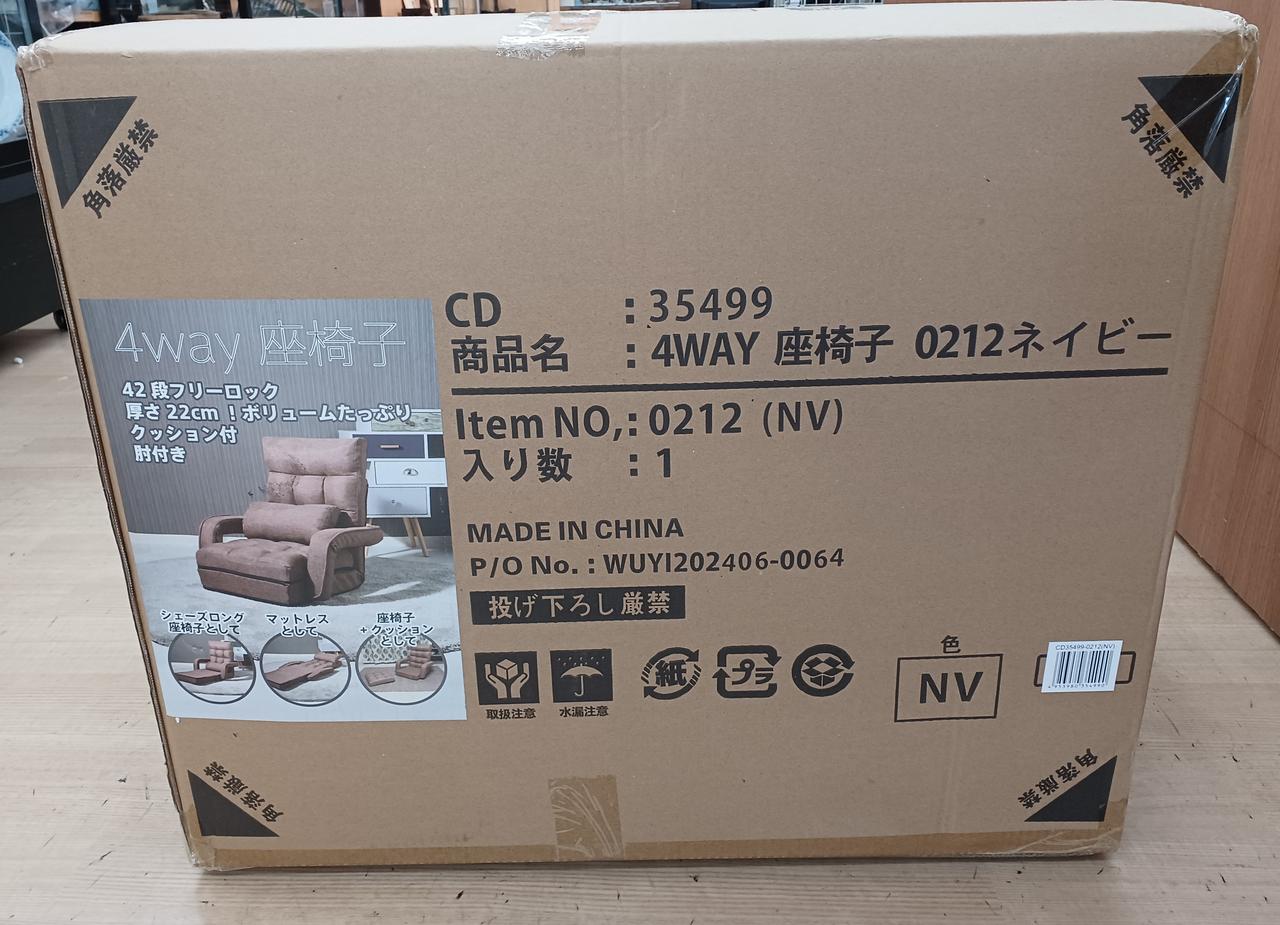 角落厳禁
角落厳禁
4way 座椅子
42段フリーロック
厚さ22cm！ボリュームたっぷり
クッション付
肘付き
シェーズロング
座椅子として
マットレス
として
座椅子
+クッション
として
CD : 35499
商品名 : 4WAY 座椅子 0212ネイビー
Item NO,: 0212 (NV)
入り数 : 1
MADE IN CHINA
P/O No. : WUYI202406-0064
投げ下ろし厳禁
取扱注意
水漏注意
紙
プラ
色
NV
CD35499-0212(NV)
4953980354990
角落厳禁
角落厳禁